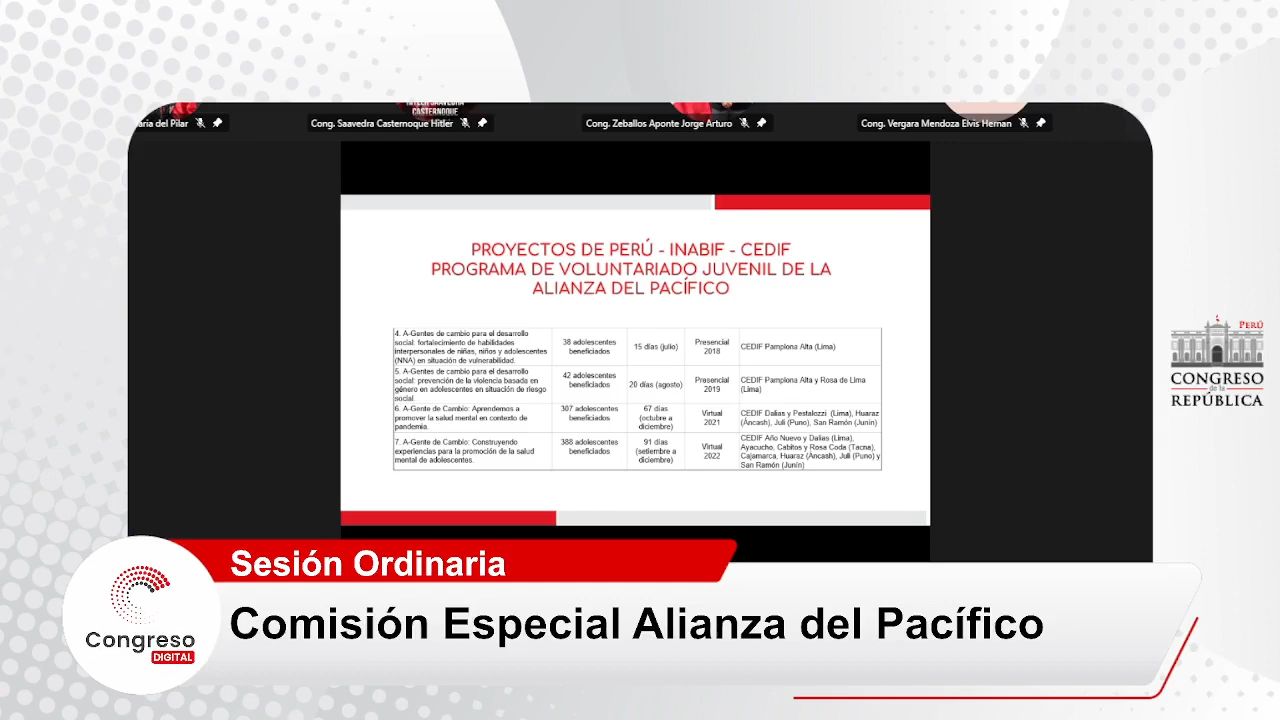 HITLER SAAVEDRA
CASTERNOQUE
aría del Pilar
Cong. Saavedra Casternoque Hitler
Cong. Zeballos Aponte Jorge Arturo
Cong. Vergara Mendoza Elvis Hernan
PROYECTOS DE PERÚ - INABIF - CEDIF
PROGRAMA DE VOLUNTARIADO JUVENIL DE LA
ALIANZA DEL PACÍFICO
4. A-Gentes de cambio para el desarrollo
social: fortalecimiento de habilidades
interpersonales de niñas, niños y adolescentes
(NNA) en situación de vulnerabilidad.
38 adolescentes
beneficiados
15 días (julio)
Presencial
2018
CEDIF Pamplona Alta (Lima)
5. A-Gentes de cambio para el desarrollo
social: prevención de la violencia basada en
género en adolescentes en situación de riesgo
social
42 adolescentes
beneficiados
20 días (agosto)
Presencial
2019
CEDIF Pamplona Alta y Rosa de Lima
(Lima)
6. A-Gente de Cambio: Aprendemos a
promover la salud mental en contexto de
pandemia.
307 adolescentes
beneficiados
67 días
(octubre a
diciembre)
Virtual
2021
CEDIF Dalias y Pestalozzi (Lima), Huaraz
(Áncash), Juli (Puno), San Ramón (Junín)
7. A-Gente de Cambio: Construyendo
experiencias para la promoción de la salud
mental de adolescentes.
388 adolescentes
beneficiados
91 días
(setiembre a
diciembre)
Virtual
2022
CEDIF Año Nuevo y Dalias (Lima),
Ayacucho, Cabitos y Rosa Coda (Tacna),
Cajamarca, Huaraz (Áncash), Juli (Puno) y
San Ramón (Junín)
PERÚ
CONGRESO
de la
REPÚBLICA
Sesión Ordinaria
Comisión Especial Alianza del Pacífico
Congreso
DIGITAL